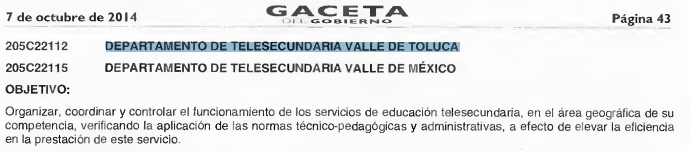 7 de octubre de 2014
GACETA
DEL GOBIERNO
Página 43
205C22112 DEPARTAMENTO DE TELESECUNDARIA VALLE DE TOLUCA
205C22115 DEPARTAMENTO DE TELESECUNDARIA VALLE DE MÉXICO
OBJETIVO:
Organizar, coordinar y controlar el funcionamiento de los servicios de educación telesecundaria, en el área geográfica de su
competencia, verificando la aplicación de las normas técnico-pedagógicas y administrativas, a efecto de elevar la eficiencia
en la prestación de este servicio.